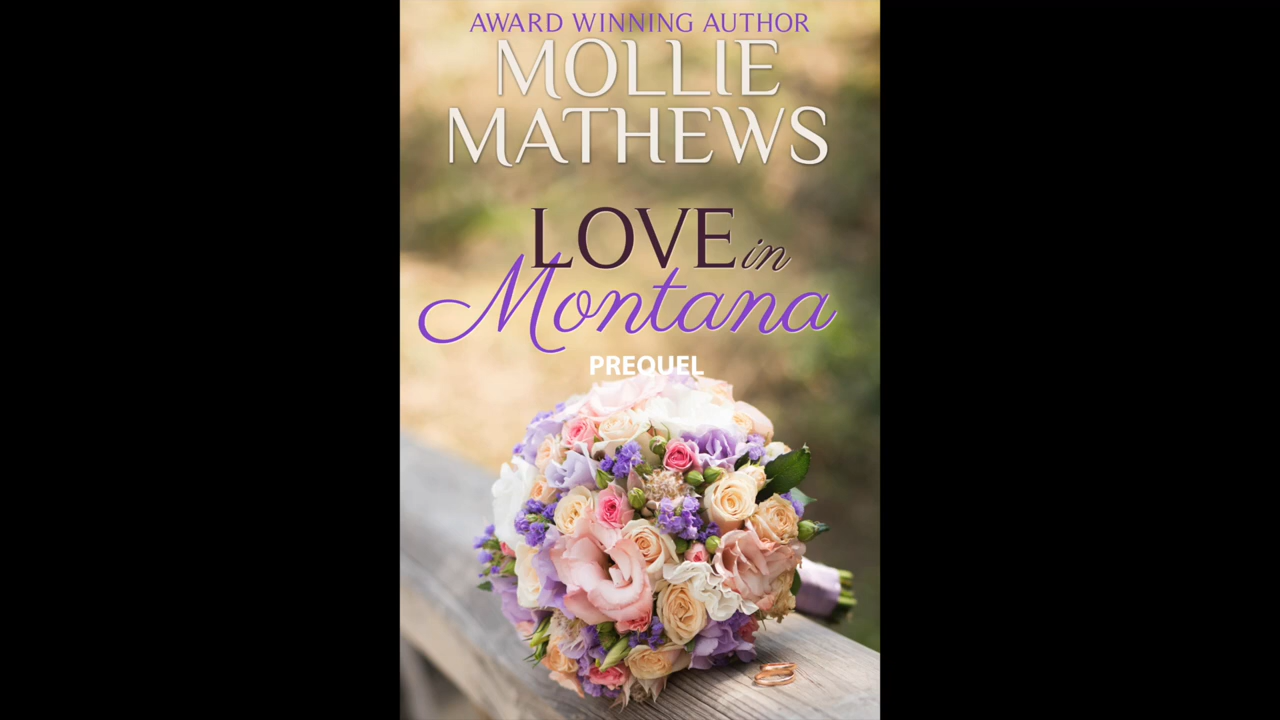 AWARD WINNING AUTHOR
MOLLIE
MATHEWS
LOVE in
Montana
PREQUEL